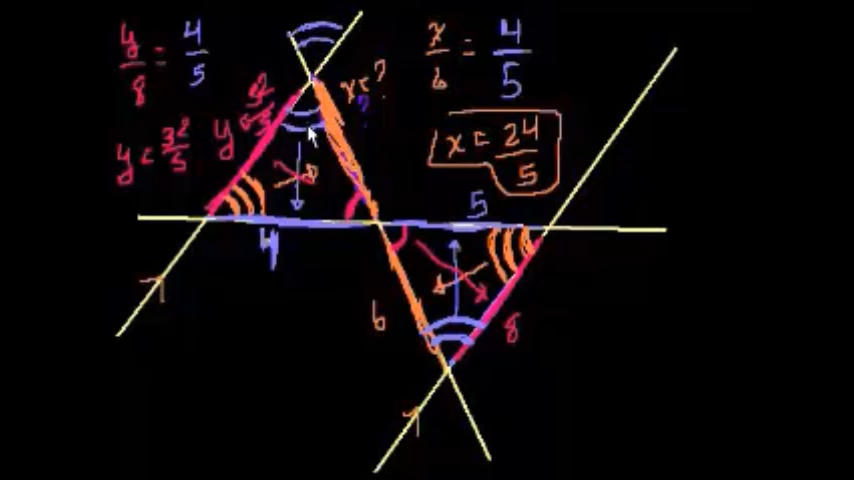 y/8 = 4/5
x/6 = 4/5
x = ?
?
y
32/5
y = 32/5
x = 24/5
5
4
6
8